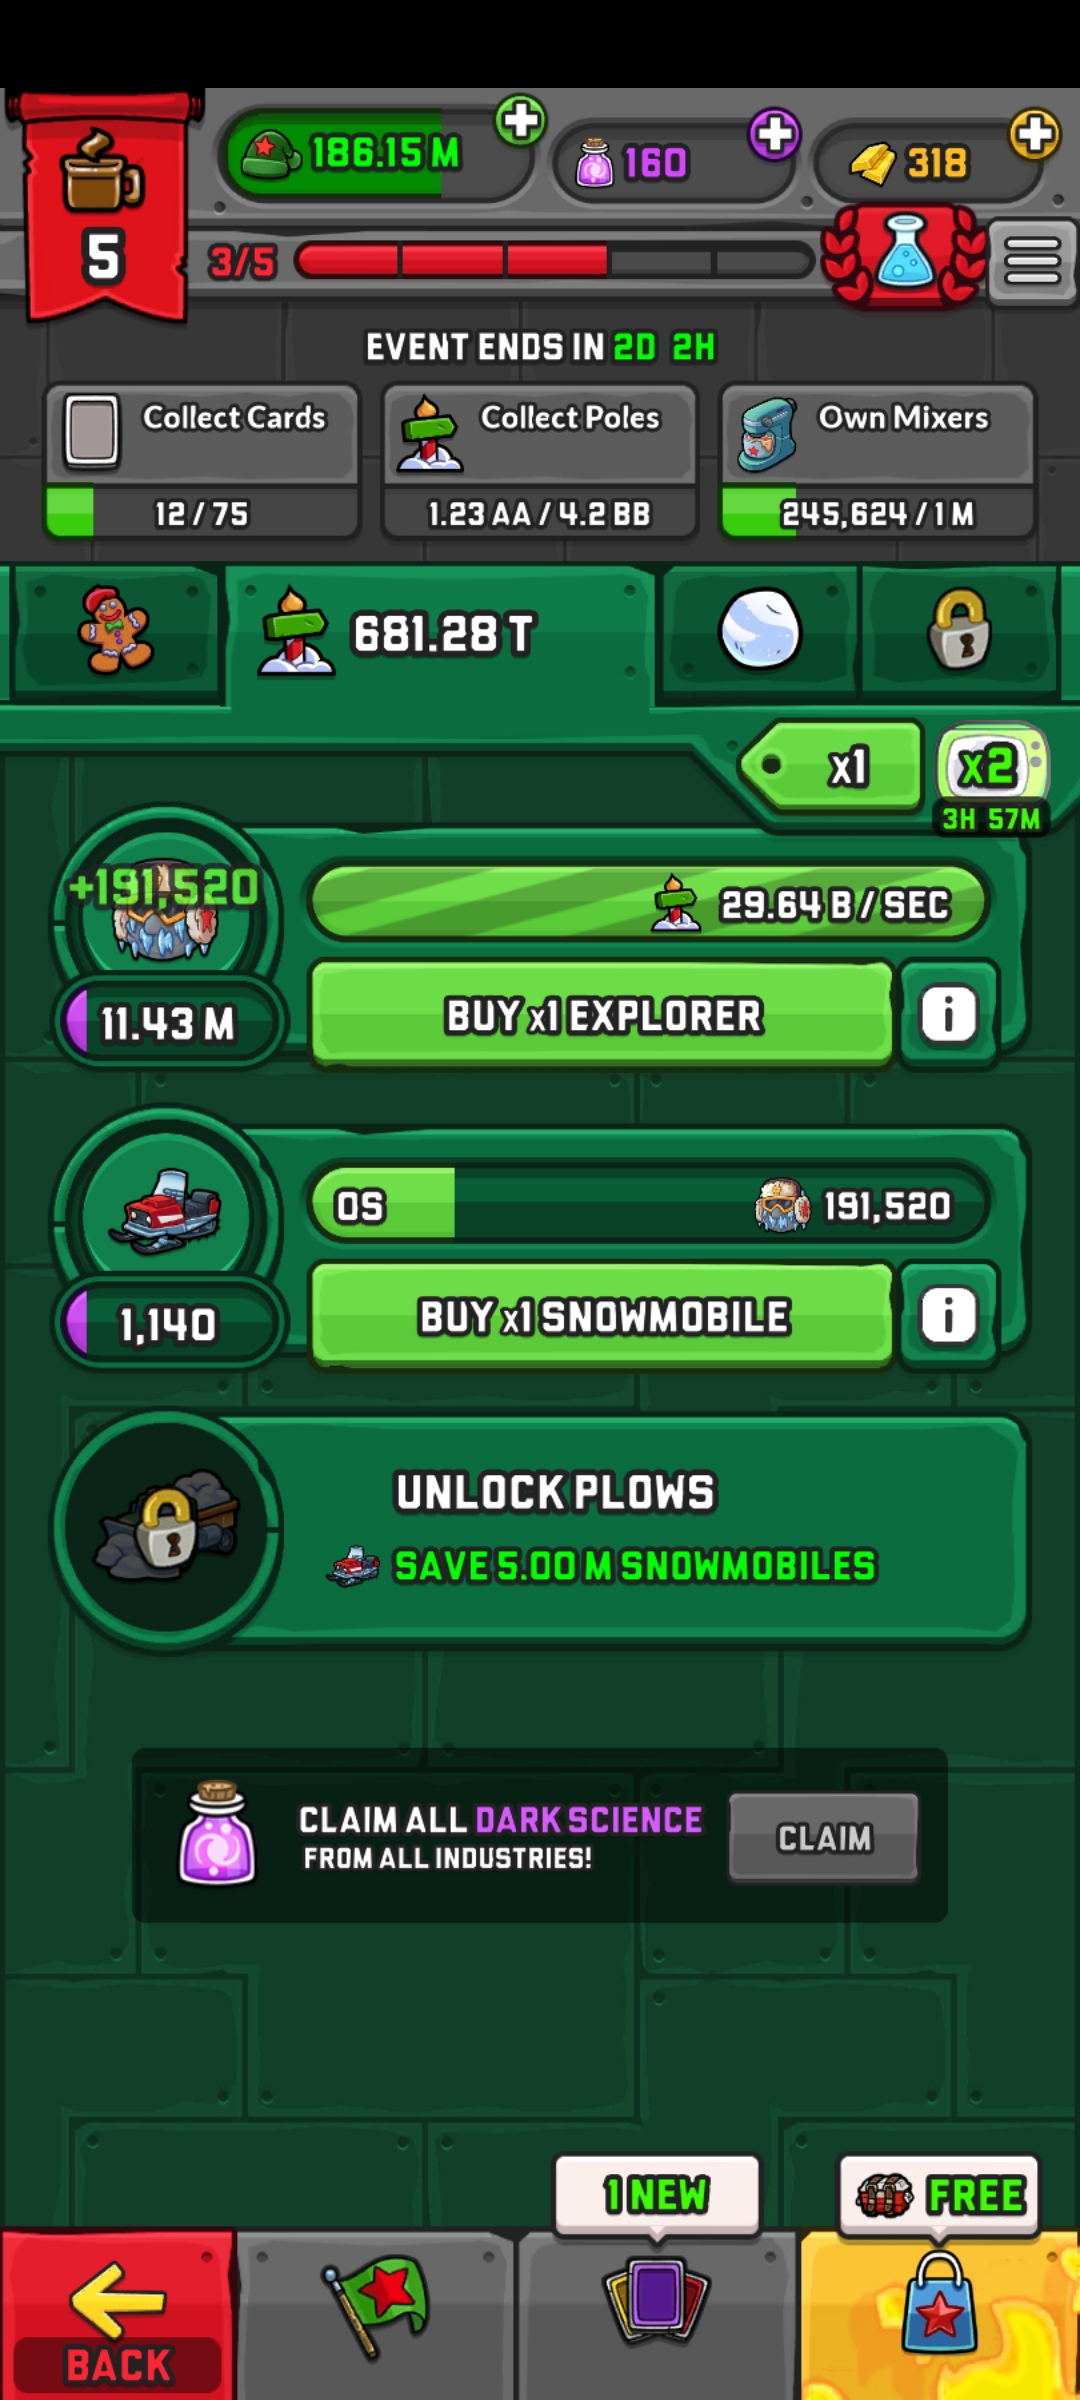 186.15 M
160
318
5
3/5
EVENT ENDS IN 2D 2H
Collect Cards
12 / 75
Collect Poles
1.23 AA / 4.2 BB
Own Mixers
245,624 / 1 M
681.28 T
x1
x2
3H 57M
+191,520
29.64 B / SEC
11.43 M
BUY x1 EXPLORER
i
0S
191,520
1,140
BUY x1 SNOWMOBILE
i
UNLOCK PLOWS
SAVE 5.00 M SNOWMOBILES
CLAIM ALL DARK SCIENCE
FROM ALL INDUSTRIES!
CLAIM
1 NEW
FREE
BACK